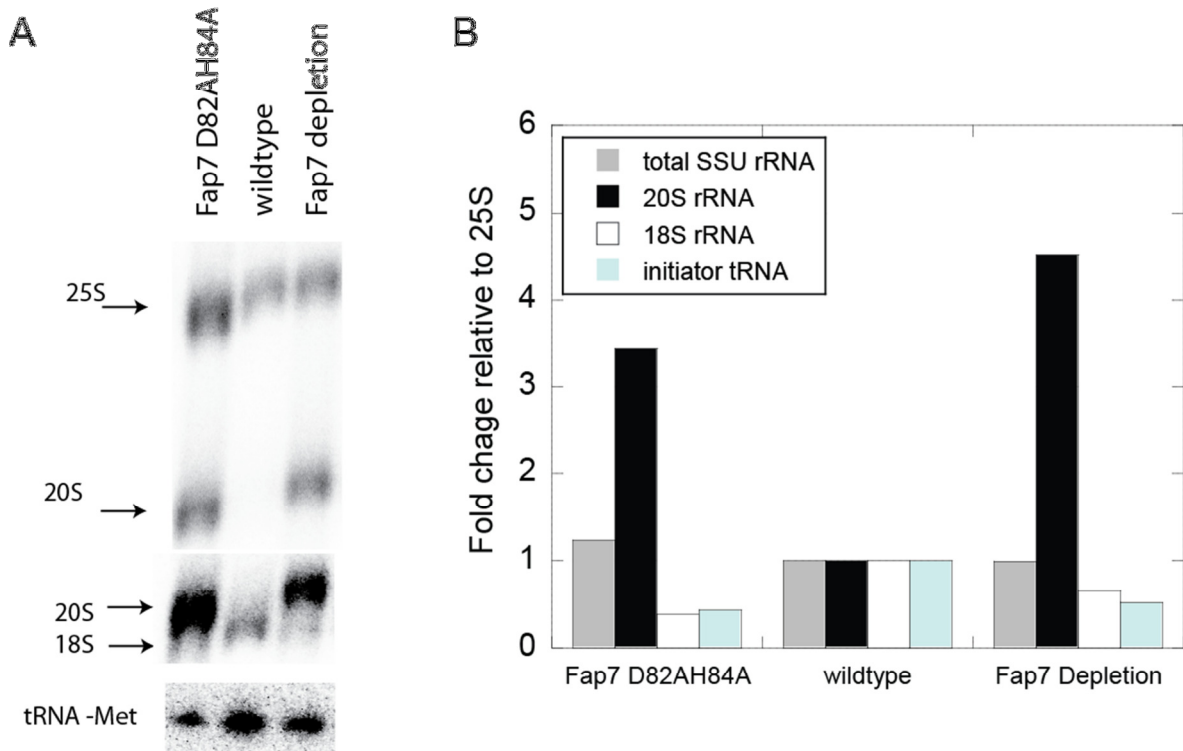 A
Fap7 D82AH84A
wildtype
Fap7 depletion
25S
20S
20S
18S
tRNA -Met
B
Fold chage relative to 25S
6
5
4
3
2
1
0
total SSU rRNA
20S rRNA
18S rRNA
initiator tRNA
Fap7 D82AH84A
wildtype
Fap7 Depletion